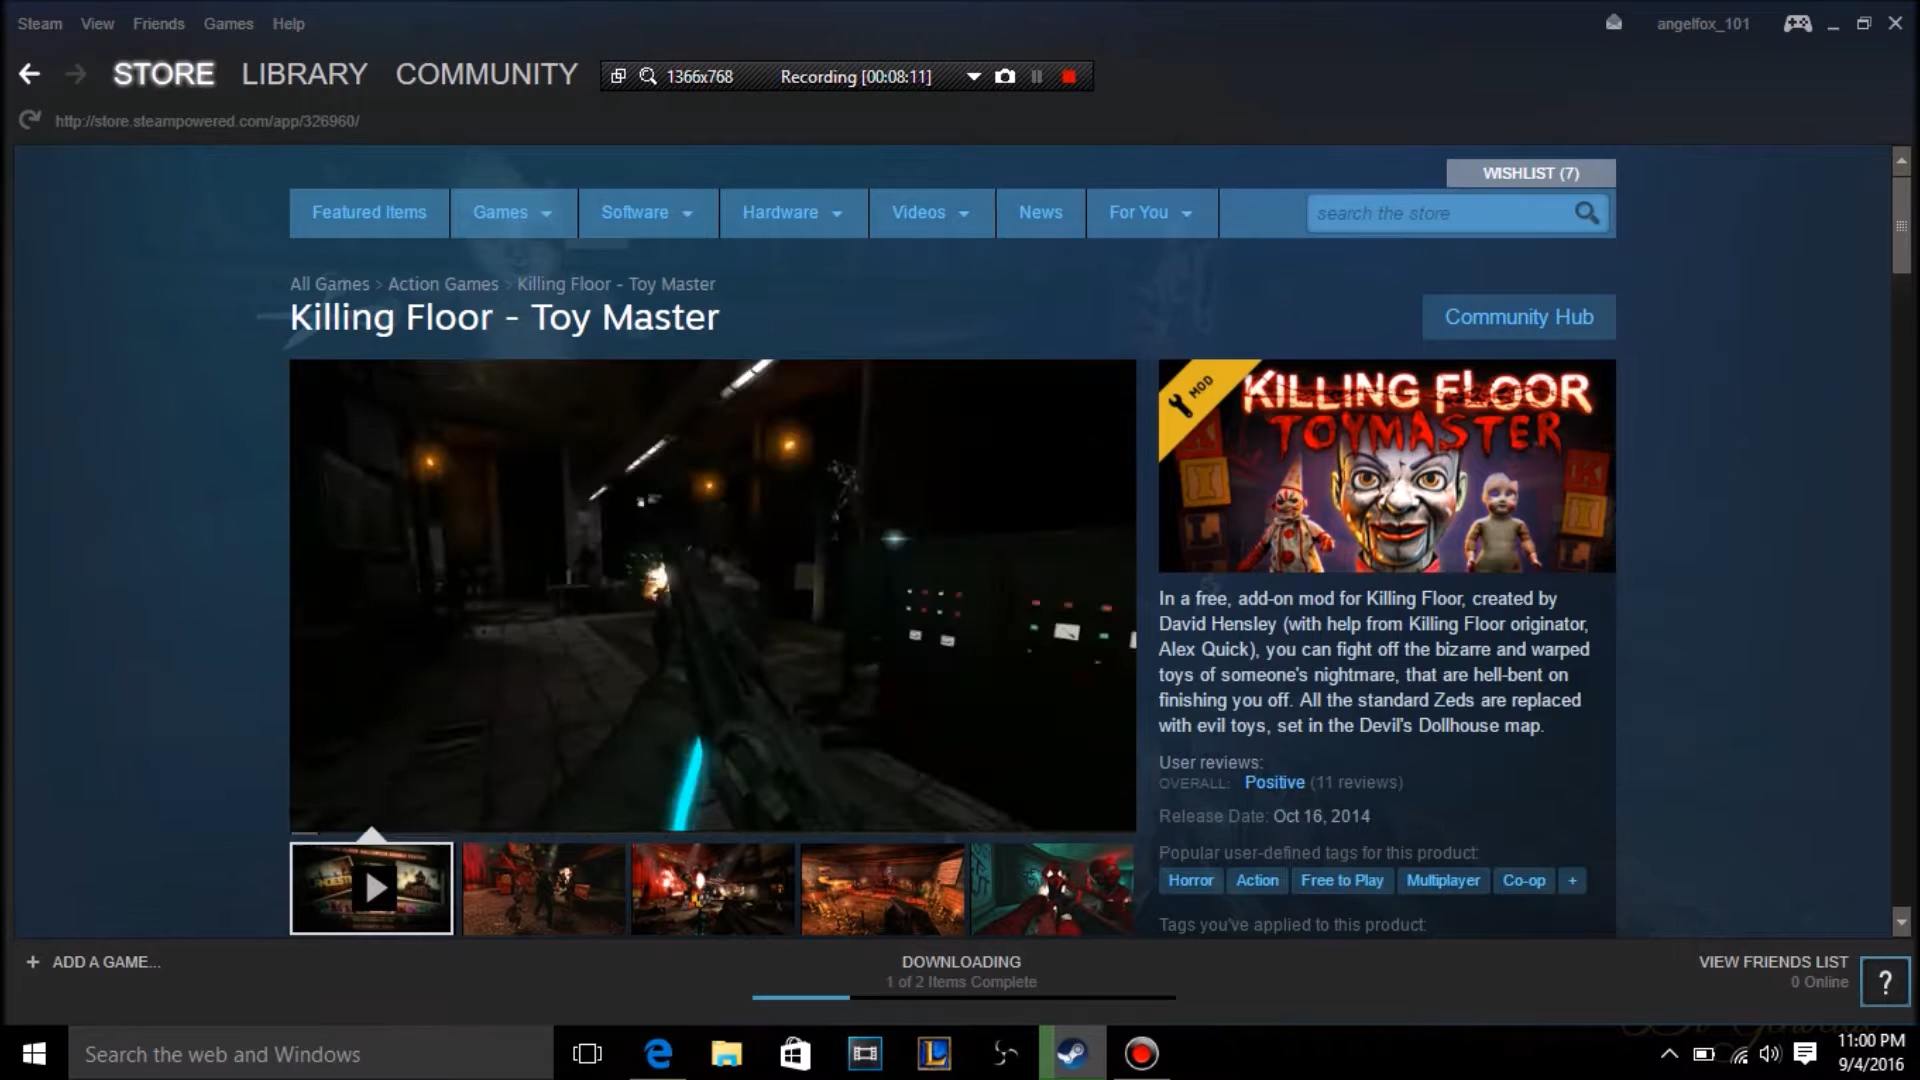 Steam View Friends Games Help
angelfox_101
STORE LIBRARY COMMUNITY
1366x768 Recording [00:08:11]
http://store.steampowered.com/app/326960/
WISHLIST (7)
Featured Items Games Software Hardware Videos News For You
search the store
All Games > Action Games > Killing Floor - Toy Master
Killing Floor - Toy Master
Community Hub
MOD
KILLING FLOOR
TOYMASTER
In a free, add-on mod for Killing Floor, created by
David Hensley (with help from Killing Floor originator,
Alex Quick), you can fight off the bizarre and warped
toys of someone's nightmare, that are hell-bent on
finishing you off. All the standard Zeds are replaced
with evil toys, set in the Devil's Dollhouse map.
User reviews:
OVERALL: Positive (11 reviews)
Release Date: Oct 16, 2014
Popular user-defined tags for this product:
Horror Action Free to Play Multiplayer Co-op +
Tags you've applied to this product:
+ ADD A GAME...
DOWNLOADING
1 of 2 Items Complete
VIEW FRIENDS LIST
0 Online
?
Search the web and Windows
11:00 PM
9/4/2016